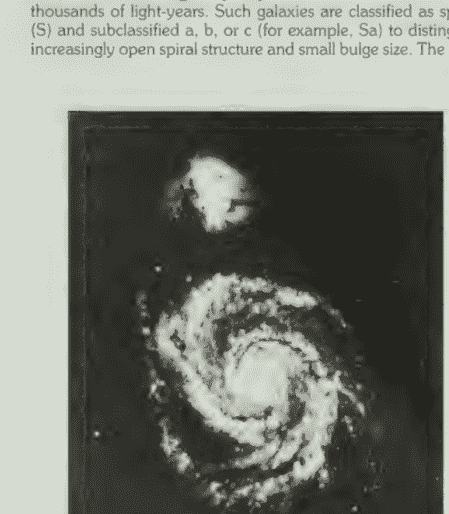 thousands of light-years. Such galaxies are classified as
(S) and subclassified a, b, or c (for example, Sa) to
increasingly open spiral structure and small bulge size. The